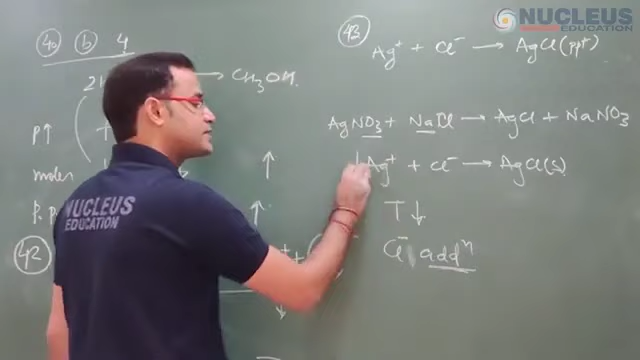 NUCLEUS
EDUCATION
40 b 4
→ CH₃OH.
P↑
moles ↑
P.P ↑
42
43
Ag⁺ + Cl⁻ → AgCl (ppt)
AgNO₃ + NaCl → AgCl + NaNO₃
Ag⁺ + Cl⁻ → AgCl(s)
T ↓
Cl⁻ addⁿ
NUCLEUS
EDUCATION